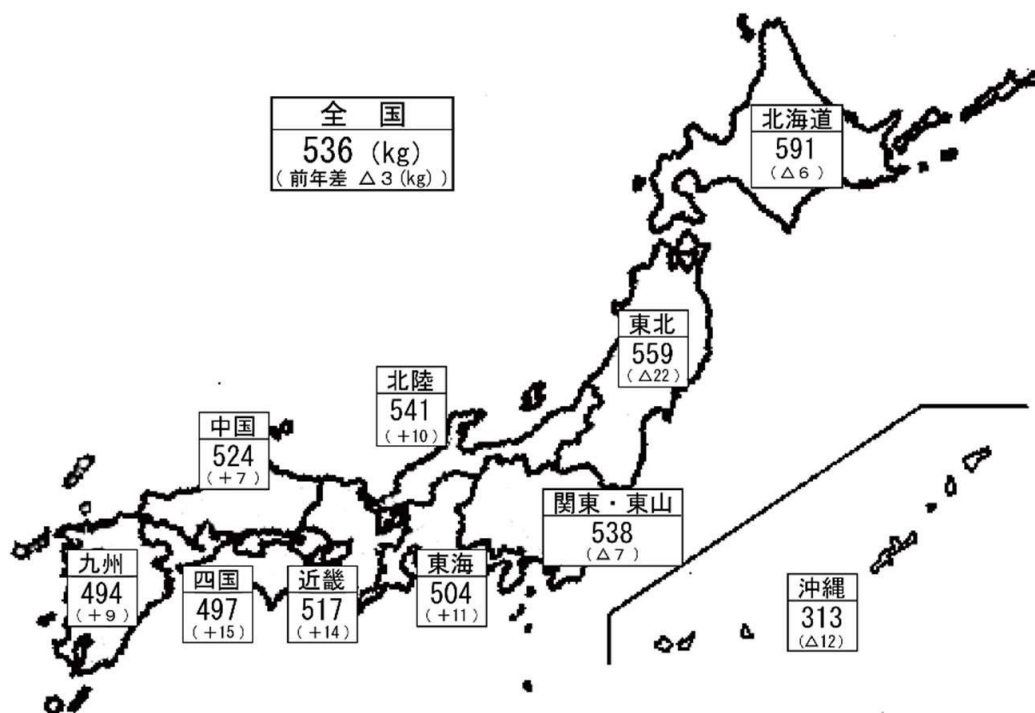 全 国
536 (kg)
( 前年差 △3(kg) )
北海道
591
(△6)
東北
559
(△22)
北陸
541
(+10)
中国
524
(+7)
関東・東山
538
(△7)
九州
494
(+9)
四国
497
(+15)
近畿
517
(+14)
東海
504
(+11)
沖縄
313
(△12)